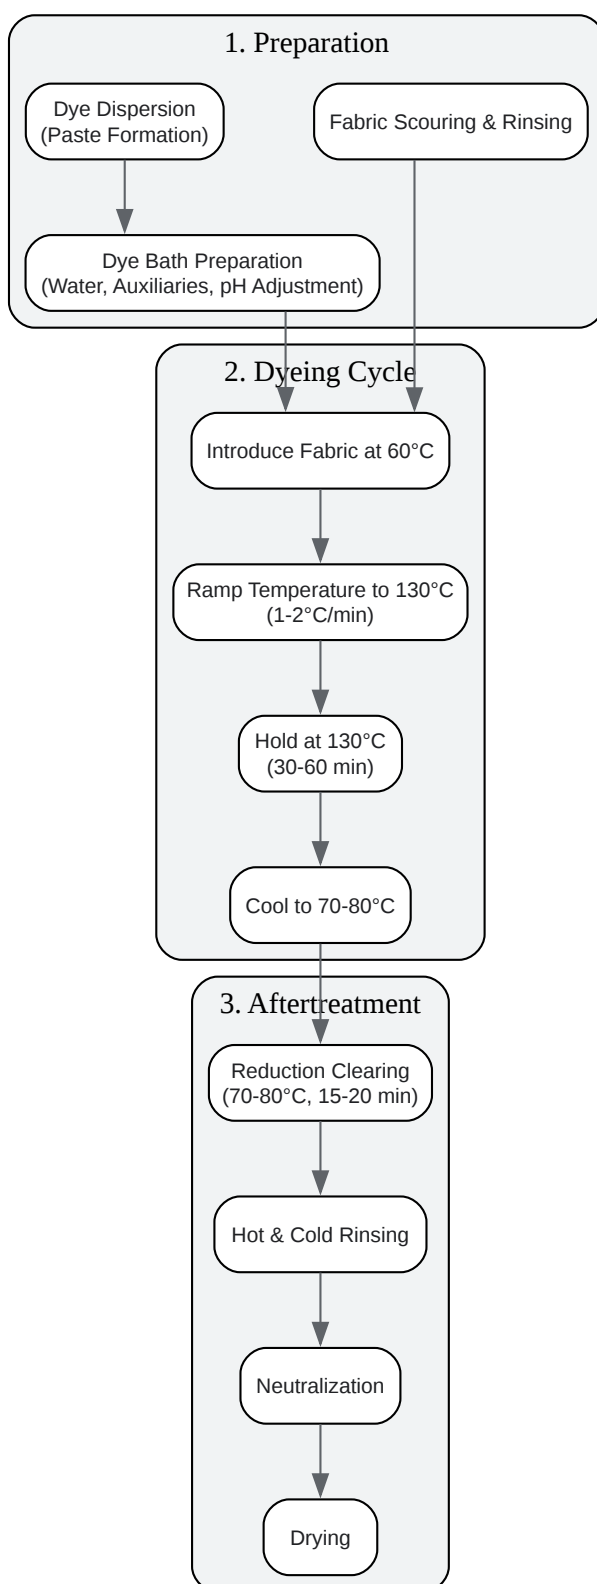 1. Preparation
Dye Dispersion
(Paste Formation)
Fabric Scouring & Rinsing
Dye Bath Preparation
(Water, Auxiliaries, pH Adjustment)
2. Dyeing Cycle
Introduce Fabric at 60°C
Ramp Temperature to 130°C
(1-2°C/min)
Hold at 130°C
(30-60 min)
Cool to 70-80°C
3. Aftertreatment
Reduction Clearing
(70-80°C, 15-20 min)
Hot & Cold Rinsing
Neutralization
Drying